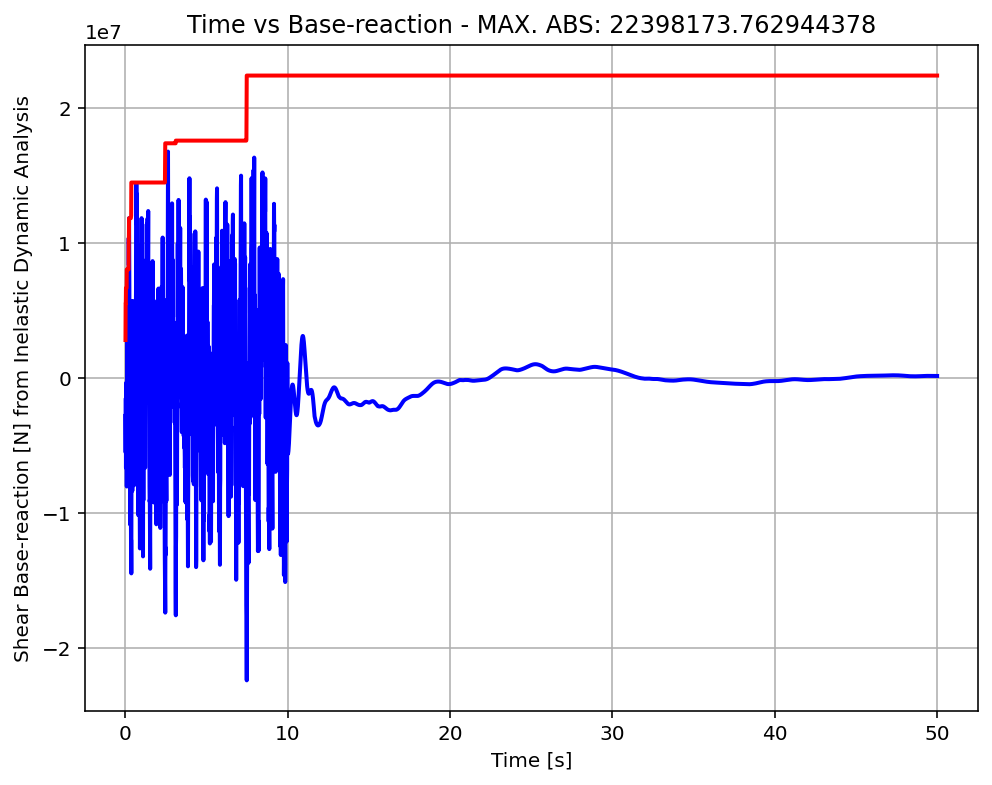 Time vs Base-reaction - MAX. ABS: 22398173.762944378
1e7
Shear Base-reaction [N] from Inelastic Dynamic Analysis
2
1
0
−1
−2
0 10 20 30 40 50
Time [s]